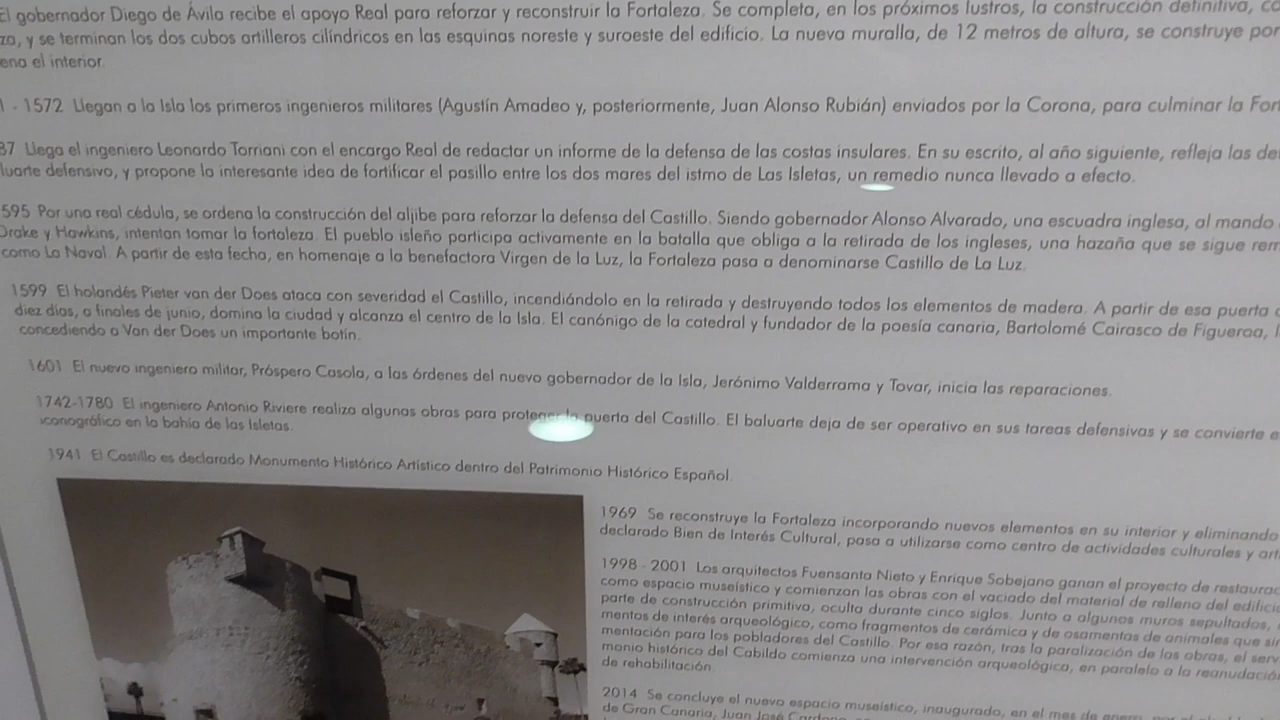 El gobernador Diego de Ávila recibe el apoyo Real para reforzar y reconstruir la Fortaleza. Se completa, en los próximos lustros, la construcción definitiva,
za, y se terminan los dos cubos artilleros cilíndricos en las esquinas noreste y suroeste del edificio. La nueva muralla, de 12 metros de altura, se construye por
ena el interior.
1 - 1572 Llegan a la Isla los primeros ingenieros militares (Agustín Amadeo y, posteriormente, Juan Alonso Rubián) enviados por la Corona, para culminar la For
87 Llega el ingeniero Leonardo Torriani con el encargo Real de redactar un informe de la defensa de las costas insulares. En su escrito, al año siguiente, refleja las de
luarte defensivo, y propone la interesante idea de fortificar el pasillo entre los dos mares del istmo de Las Isletas, un remedio nunca llevado a efecto.
595 Por una real cédula, se ordena la construcción del aljibe para reforzar la defensa del Castillo. Siendo gobernador Alonso Alvarado, una escuadra inglesa, al mando
Drake y Hawkins, intentan tomar la fortaleza. El pueblo isleño participa activamente en la batalla que obliga a la retirada de los ingleses, una hazaña que se sigue rem
como La Naval. A partir de esta fecha, en homenaje a la benefactora Virgen de la Luz, la Fortaleza pasa a denominarse Castillo de La Luz.
1599 El holandés Pieter van der Does ataca con severidad el Castillo, incendiándolo en la retirada y destruyendo todos los elementos de madera. A partir de esa puerta
diez días, a finales de junio, domina la ciudad y alcanza el centro de la Isla. El canónigo de la catedral y fundador de la poesía canaria, Bartolomé Cairasco de Figueroa,
concediendo a Van der Does un importante botín.
1601 El nuevo ingeniero militar, Próspero Casola, a las órdenes del nuevo gobernador de la Isla, Jerónimo Valderrama y Tovar, inicia las reparaciones.
1742-1780 El ingeniero Antonio Riviere realiza algunas obras para proteger la puerta del Castillo. El baluarte deja de ser operativo en sus tareas defensivas y se convierte e
iconográfico en la bahía de las Isletas.
1941 El Castillo es declarado Monumento Histórico Artístico dentro del Patrimonio Histórico Español.
1969 Se reconstruye la Fortaleza incorporando nuevos elementos en su interior y eliminando
declarado Bien de Interés Cultural, pasa a utilizarse como centro de actividades culturales y art
1998 - 2001 Los arquitectos Fuensanta Nieto y Enrique Sobejano ganan el proyecto de restaurac
como espacio museístico y comienzan las obras con el vaciado del material de relleno del edifici
parte de construcción primitiva, oculta durante cinco siglos. Junto a algunos muros sepultados,
mentos de interés arqueológico, como fragmentos de cerámica y de osamentas de animales que sir
mentación para los pobladores del Castillo. Por esa razón, tras la paralización de las obras, el serv
monio histórico del Cabildo comienza una intervención arqueológica, en paralelo a la reanudació
de rehabilitación.
2014 Se concluye el nuevo espacio museístico, inaugurado, en el mes de enero, por el
de Gran Canaria, Juan José Cardona